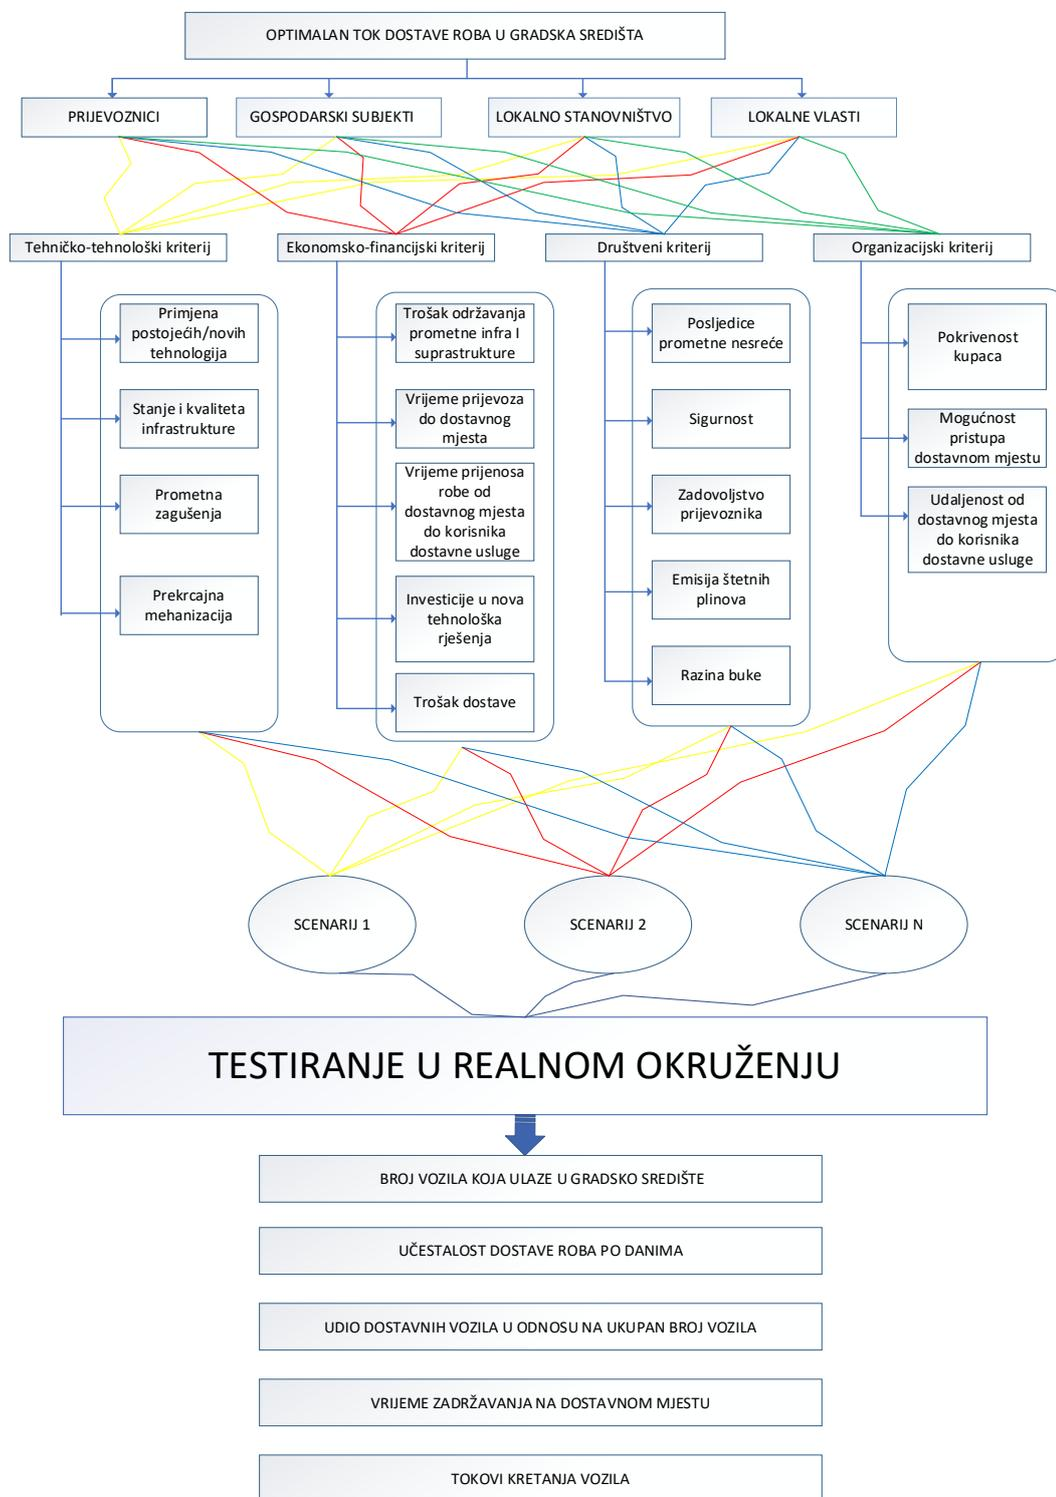 OPTIMALAN TOK DOSTAVE ROBA U GRADSKA SREDIŠTA
PRIJEVOZNICI
GOSPODARSKI SUBJEKTI
LOKALNO STANOVNIŠTVO
LOKALNE VLASTI
Tehničko-tehnološki kriterij
Ekonomsko-financijski kriterij
Društveni kriterij
Organizacijski kriterij
Primjena
postojećih/novih
tehnologija
Stanje i kvaliteta
infrastrukture
Prometna
zagušenja
Prekrcajna
mehanizacija
Trošak održavanja
prometne infra I
suprastrukture
Vrijeme prijevoza
do dostavnog
mjesta
Vrijeme prijenosa
robe od
dostavnog mjesta
do korisnika
dostavne usluge
Investicije u nova
tehnološka
rješenja
Trošak dostave
Posljedice
prometne nesreće
Sigurnost
Zadovoljstvo
prijevoznika
Emisija štetnih
plinova
Razina buke
Pokrivenost
kupaca
Mogućnost
pristupa
dostavnom mjestu
Udaljenost od
dostavnog mjesta
do korisnika
dostavne usluge
SCENARIJ 1
SCENARIJ 2
SCENARIJ N
TESTIRANJE U REALNOM OKRUŽENJU
BROJ VOZILA KOJA ULAZE U GRADSKO SREDIŠTE
UČESTALOST DOSTAVE ROBA PO DANIMA
UDIO DOSTAVNIH VOZILA U ODNOSU NA UKUPAN BROJ VOZILA
VRIJEME ZADRŽAVANJA NA DOSTAVNOM MJESTU
TOKOVI KRETANJA VOZILA